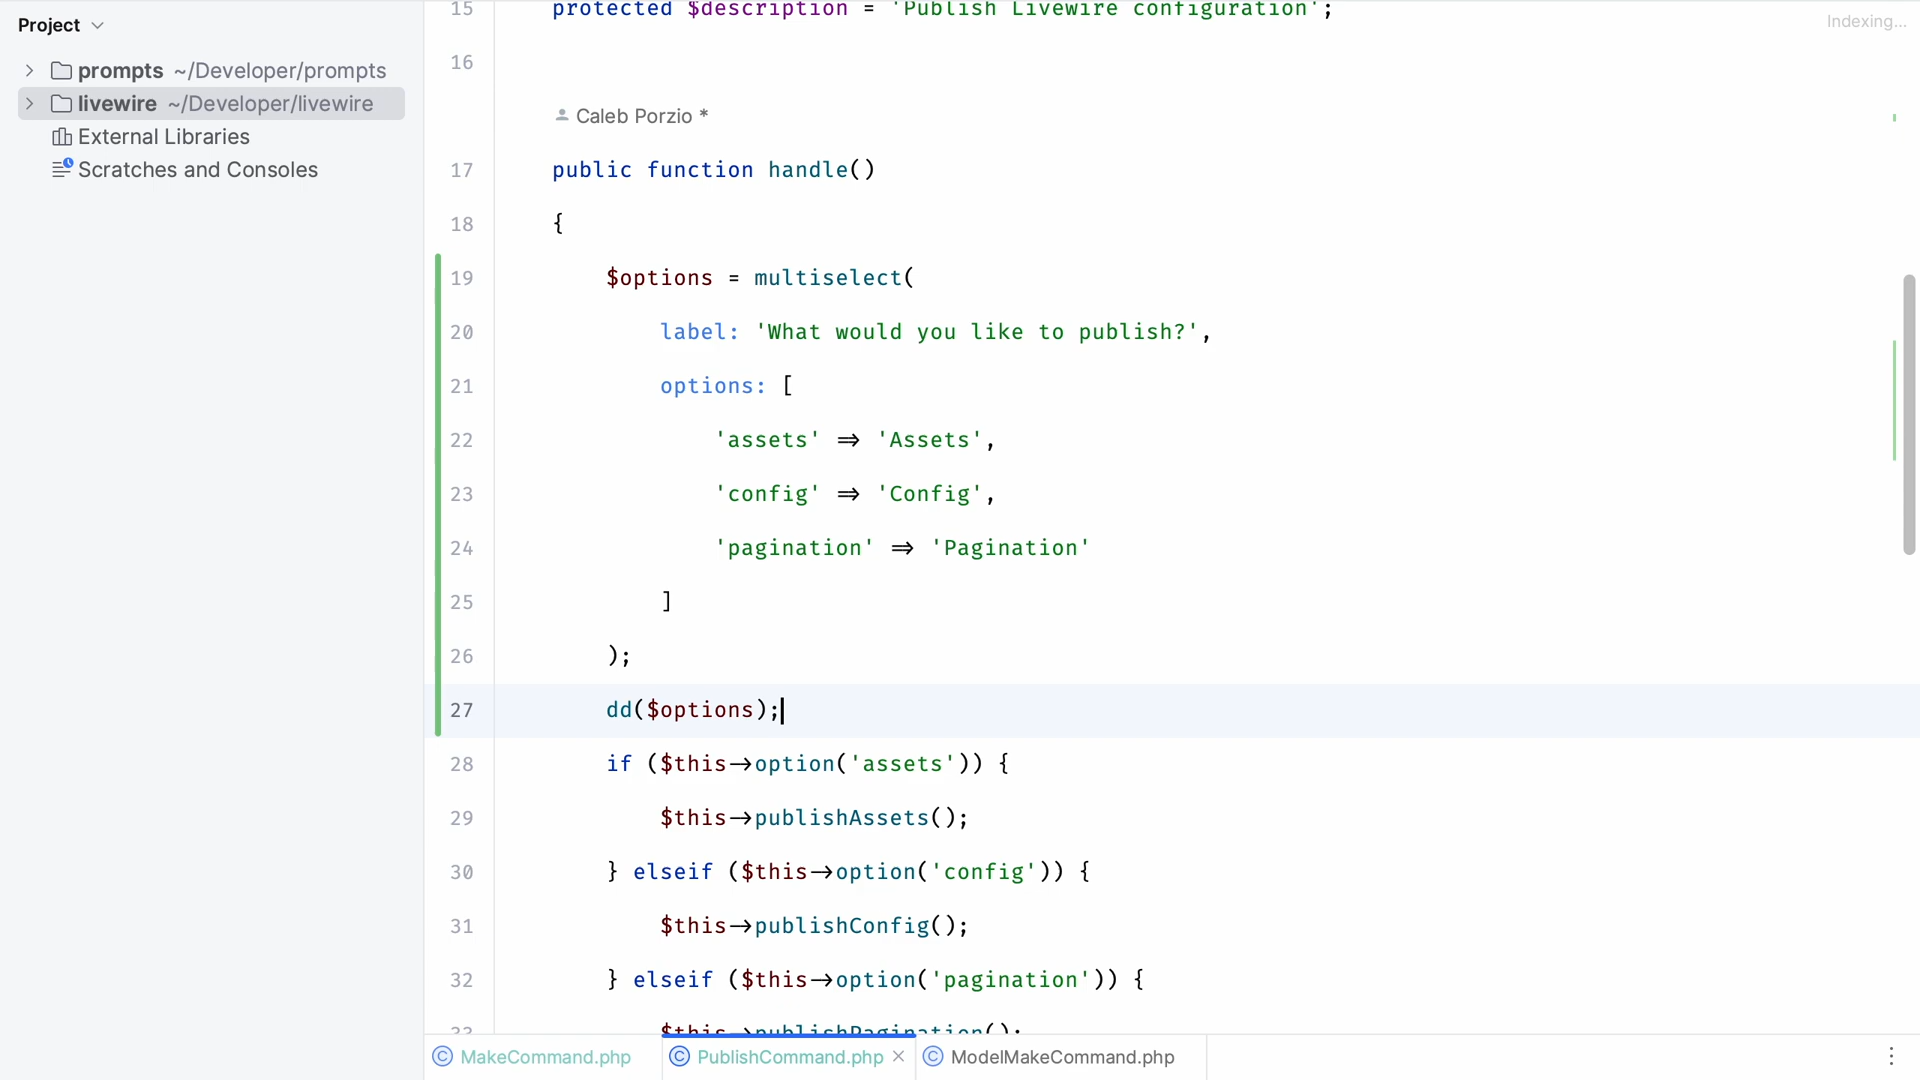 Project
prompts ~/Developer/prompts
livewire ~/Developer/livewire
External Libraries
Scratches and Consoles
Indexing...
15 protected $description = 'Publish Livewire configuration';
16
Caleb Porzio *
17 public function handle()
18 {
19 $options = multiselect(
20 label: 'What would you like to publish?',
21 options: [
22 'assets' => 'Assets',
23 'config' => 'Config',
24 'pagination' => 'Pagination'
25 ]
26 );
27 dd($options);
28 if ($this->option('assets')) {
29 $this->publishAssets();
30 } elseif ($this->option('config')) {
31 $this->publishConfig();
32 } elseif ($this->option('pagination')) {
33 $this->publishPagination();
MakeCommand.php
PublishCommand.php
ModelMakeCommand.php